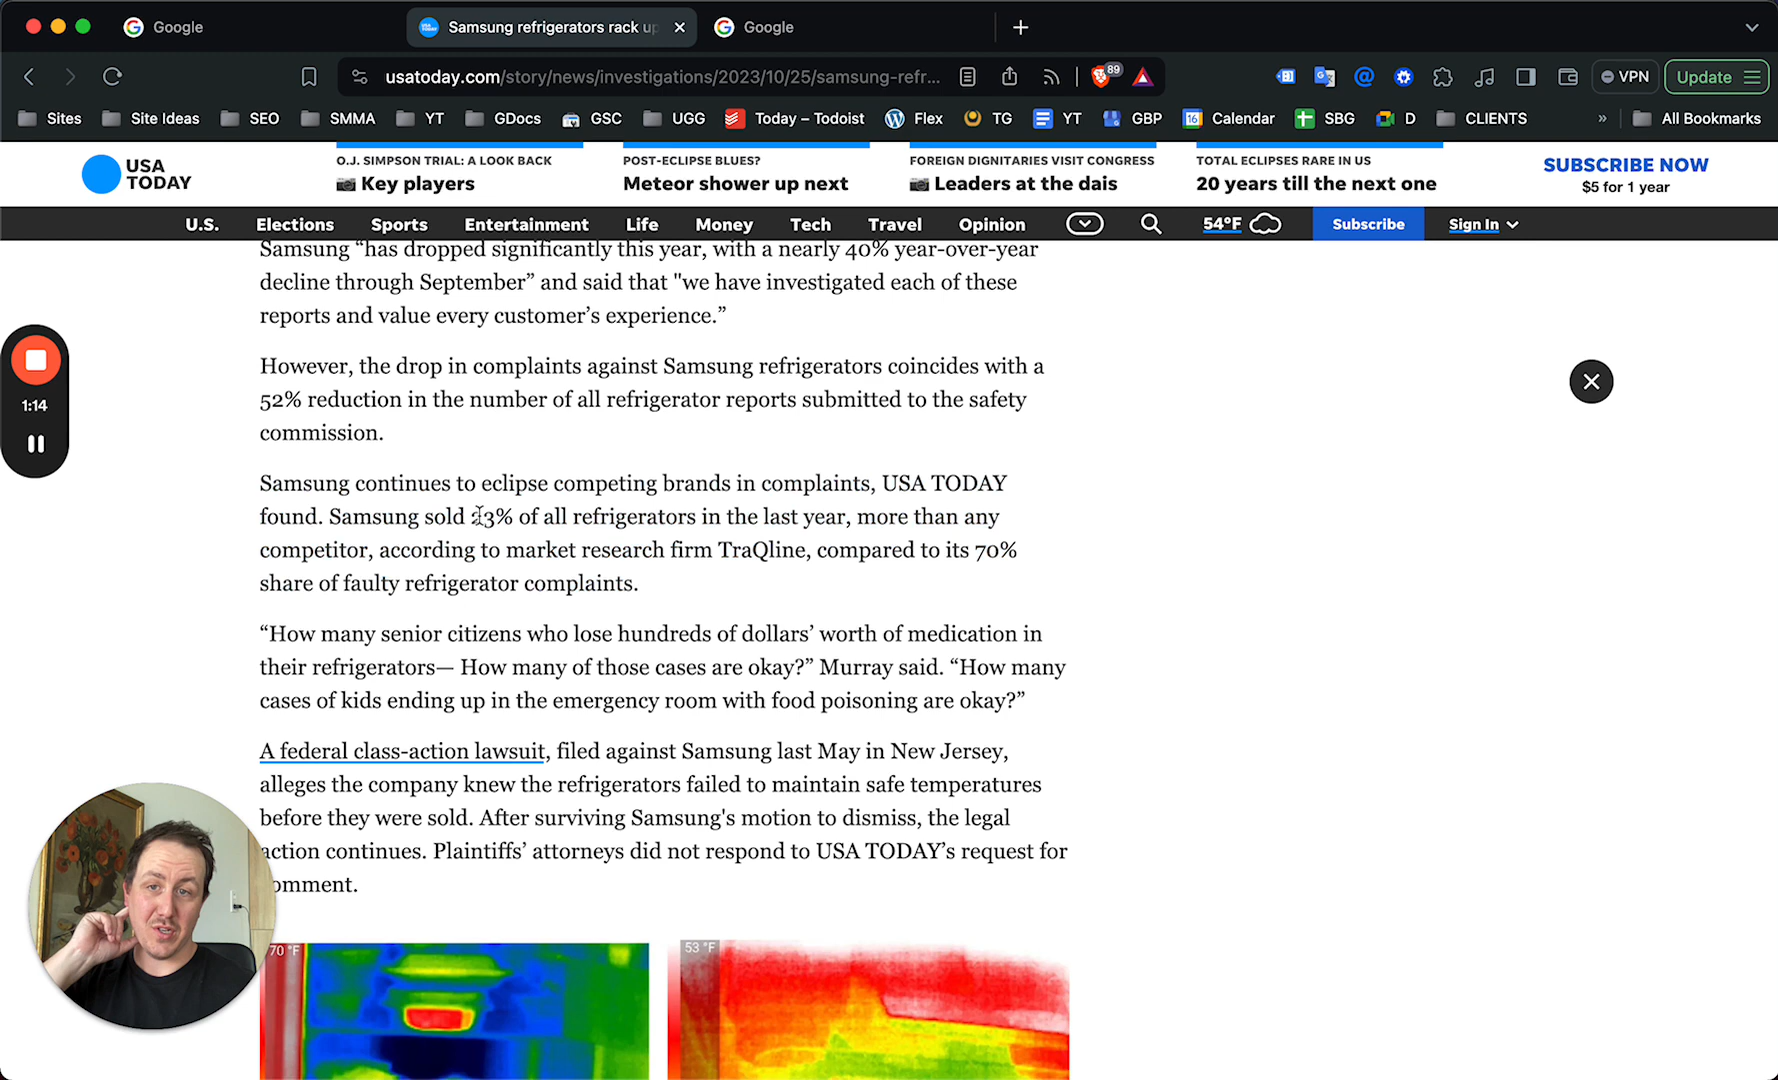 Google
Samsung refrigerators rack up
Google
usatoday.com/story/news/investigations/2023/10/25/samsung-refr...
89
VPN
Update
Sites
Site Ideas
SEO
SMMA
YT
GDocs
GSC
UGG
Today – Todoist
Flex
TG
YT
GBP
16
Calendar
SBG
D
CLIENTS
»
All Bookmarks
USA
TODAY
O.J. SIMPSON TRIAL: A LOOK BACK
Key players
POST-ECLIPSE BLUES?
Meteor shower up next
FOREIGN DIGNITARIES VISIT CONGRESS
Leaders at the dais
TOTAL ECLIPSES RARE IN US
20 years till the next one
SUBSCRIBE NOW
$5 for 1 year
U.S.
Elections
Sports
Entertainment
Life
Money
Tech
Travel
Opinion
54°F
Subscribe
Sign In
Samsung “has dropped significantly this year, with a nearly 40% year-over-year
decline through September” and said that "we have investigated each of these
reports and value every customer’s experience.”
1:14
However, the drop in complaints against Samsung refrigerators coincides with a
52% reduction in the number of all refrigerator reports submitted to the safety
commission.
Samsung continues to eclipse competing brands in complaints, USA TODAY
found. Samsung sold 23% of all refrigerators in the last year, more than any
competitor, according to market research firm TraQline, compared to its 70%
share of faulty refrigerator complaints.
“How many senior citizens who lose hundreds of dollars’ worth of medication in
their refrigerators— How many of those cases are okay?” Murray said. “How many
cases of kids ending up in the emergency room with food poisoning are okay?”
A federal class-action lawsuit, filed against Samsung last May in New Jersey,
alleges the company knew the refrigerators failed to maintain safe temperatures
before they were sold. After surviving Samsung's motion to dismiss, the legal
action continues. Plaintiffs’ attorneys did not respond to USA TODAY’s request for
comment.
70 °F
53 °F